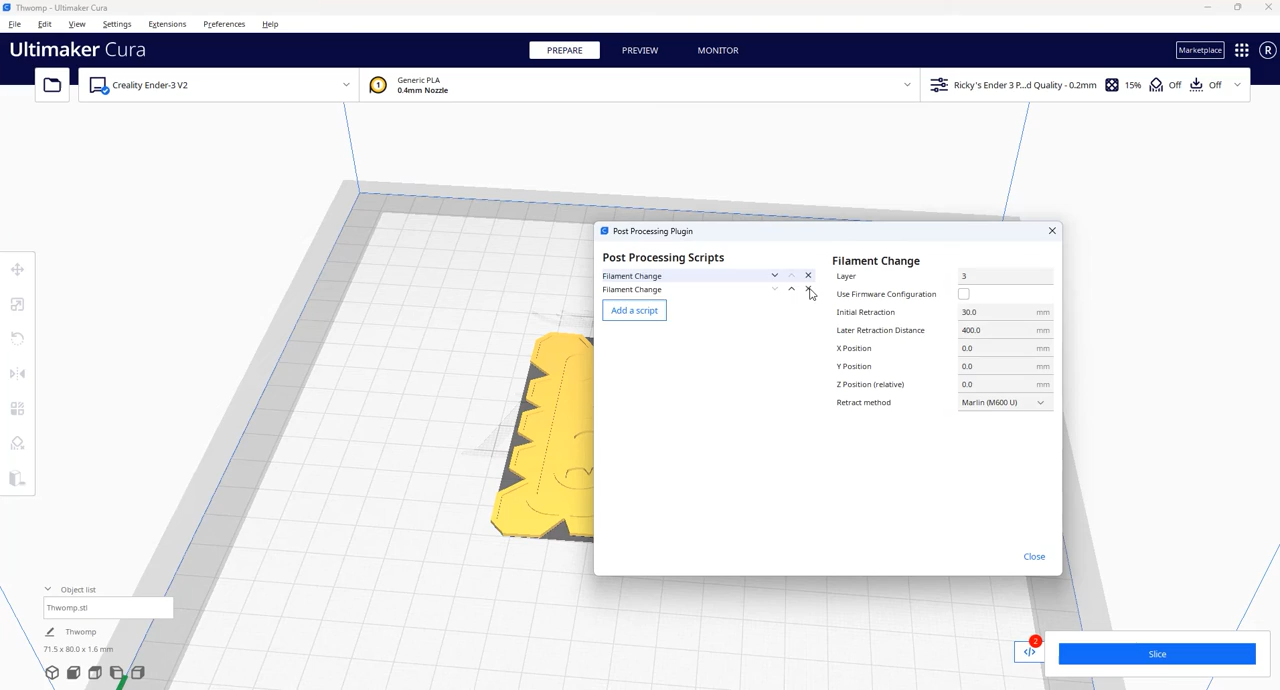 Thwomp - Ultimaker Cura
File Edit View Settings Extensions Preferences Help
Ultimaker Cura
PREPARE PREVIEW MONITOR
Marketplace R
Creality Ender-3 V2
1 Generic PLA
0.4mm Nozzle
Ricky's Ender 3 P...d Quality - 0.2mm 15% Off Off
Post Processing Plugin
Post Processing Scripts
Filament Change
Filament Change
Add a script
Filament Change
Layer 3
Use Firmware Configuration
Initial Retraction 30.0 mm
Later Retraction Distance 400.0 mm
X Position 0.0 mm
Y Position 0.0 mm
Z Position (relative) 0.0 mm
Retract method Marlin (M600 U)
Close
Object list
Thwomp.stl
Thwomp
71.5 x 80.0 x 1.6 mm
2
</>
Slice